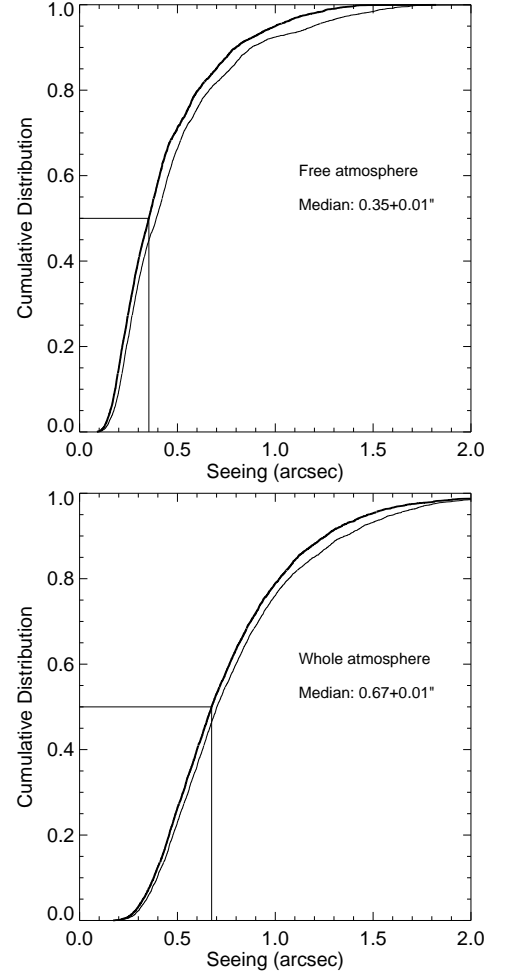 1.0
0.8
0.6
0.4
0.2
0.0
Cumulative Distribution
Free atmosphere
Median: 0.35+0.01"
0.0 0.5 1.0 1.5 2.0
Seeing (arcsec)
1.0
0.8
0.6
0.4
0.2
0.0
Cumulative Distribution
Whole atmosphere
Median: 0.67+0.01"
0.0 0.5 1.0 1.5 2.0
Seeing (arcsec)